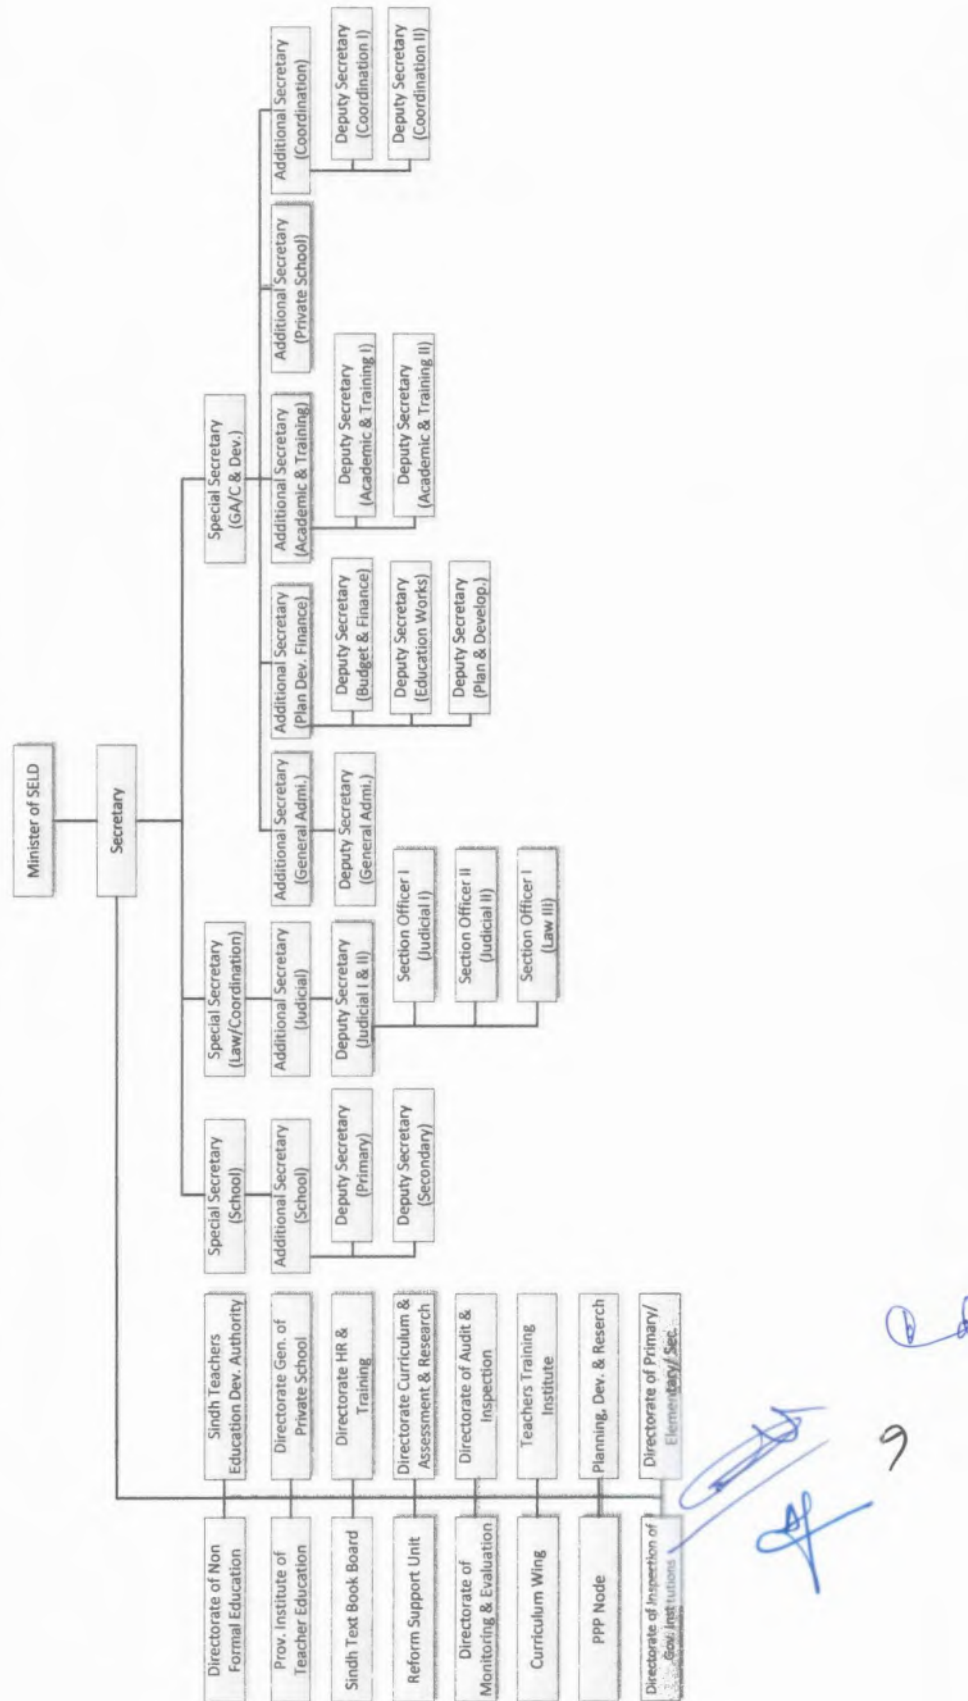 Minister of SELD
Secretary
Special Secretary
(School)
Special Secretary
(Law/Coordination)
Special Secretary
(GA/C & Dev.)
Additional Secretary
(School)
Additional Secretary
(Judicial)
Additional Secretary
(General Admi.)
Additional Secretary
(Plan Dev. Finance)
Additional Secretary
(Academic & Training)
Additional Secretary
(Private School)
Additional Secretary
(Coordination)
Deputy Secretary
(Primary)
Deputy Secretary
(Secondary)
Deputy Secretary
(Judicial I & II)
Section Officer I
(Judicial I)
Section Officer II
(Judicial II)
Section Officer I
(Law III)
Deputy Secretary
(General Admi.)
Deputy Secretary
(Budget & Finance)
Deputy Secretary
(Education Works)
Deputy Secretary
(Plan & Develop.)
Deputy Secretary
(Academic & Training I)
Deputy Secretary
(Academic & Training II)
Deputy Secretary
(Coordination I)
Deputy Secretary
(Coordination II)
Directorate of Non
Formal Education
Sindh Teachers
Education Dev. Authority
Prov. Institute of
Teacher Education
Directorate Gen. of
Private School
Sindh Text Book Board
Directorate HR &
Training
Reform Support Unit
Directorate Curriculum &
Assessment & Research
Directorate of
Monitoring & Evaluation
Directorate of Audit &
Inspection
Curriculum Wing
Teachers Training
Institute
PPP Node
Planning, Dev. & Reserch
Directorate of Inspection of
Gov. Institutions
Directorate of Primary/
Elementary/ Sec.
9